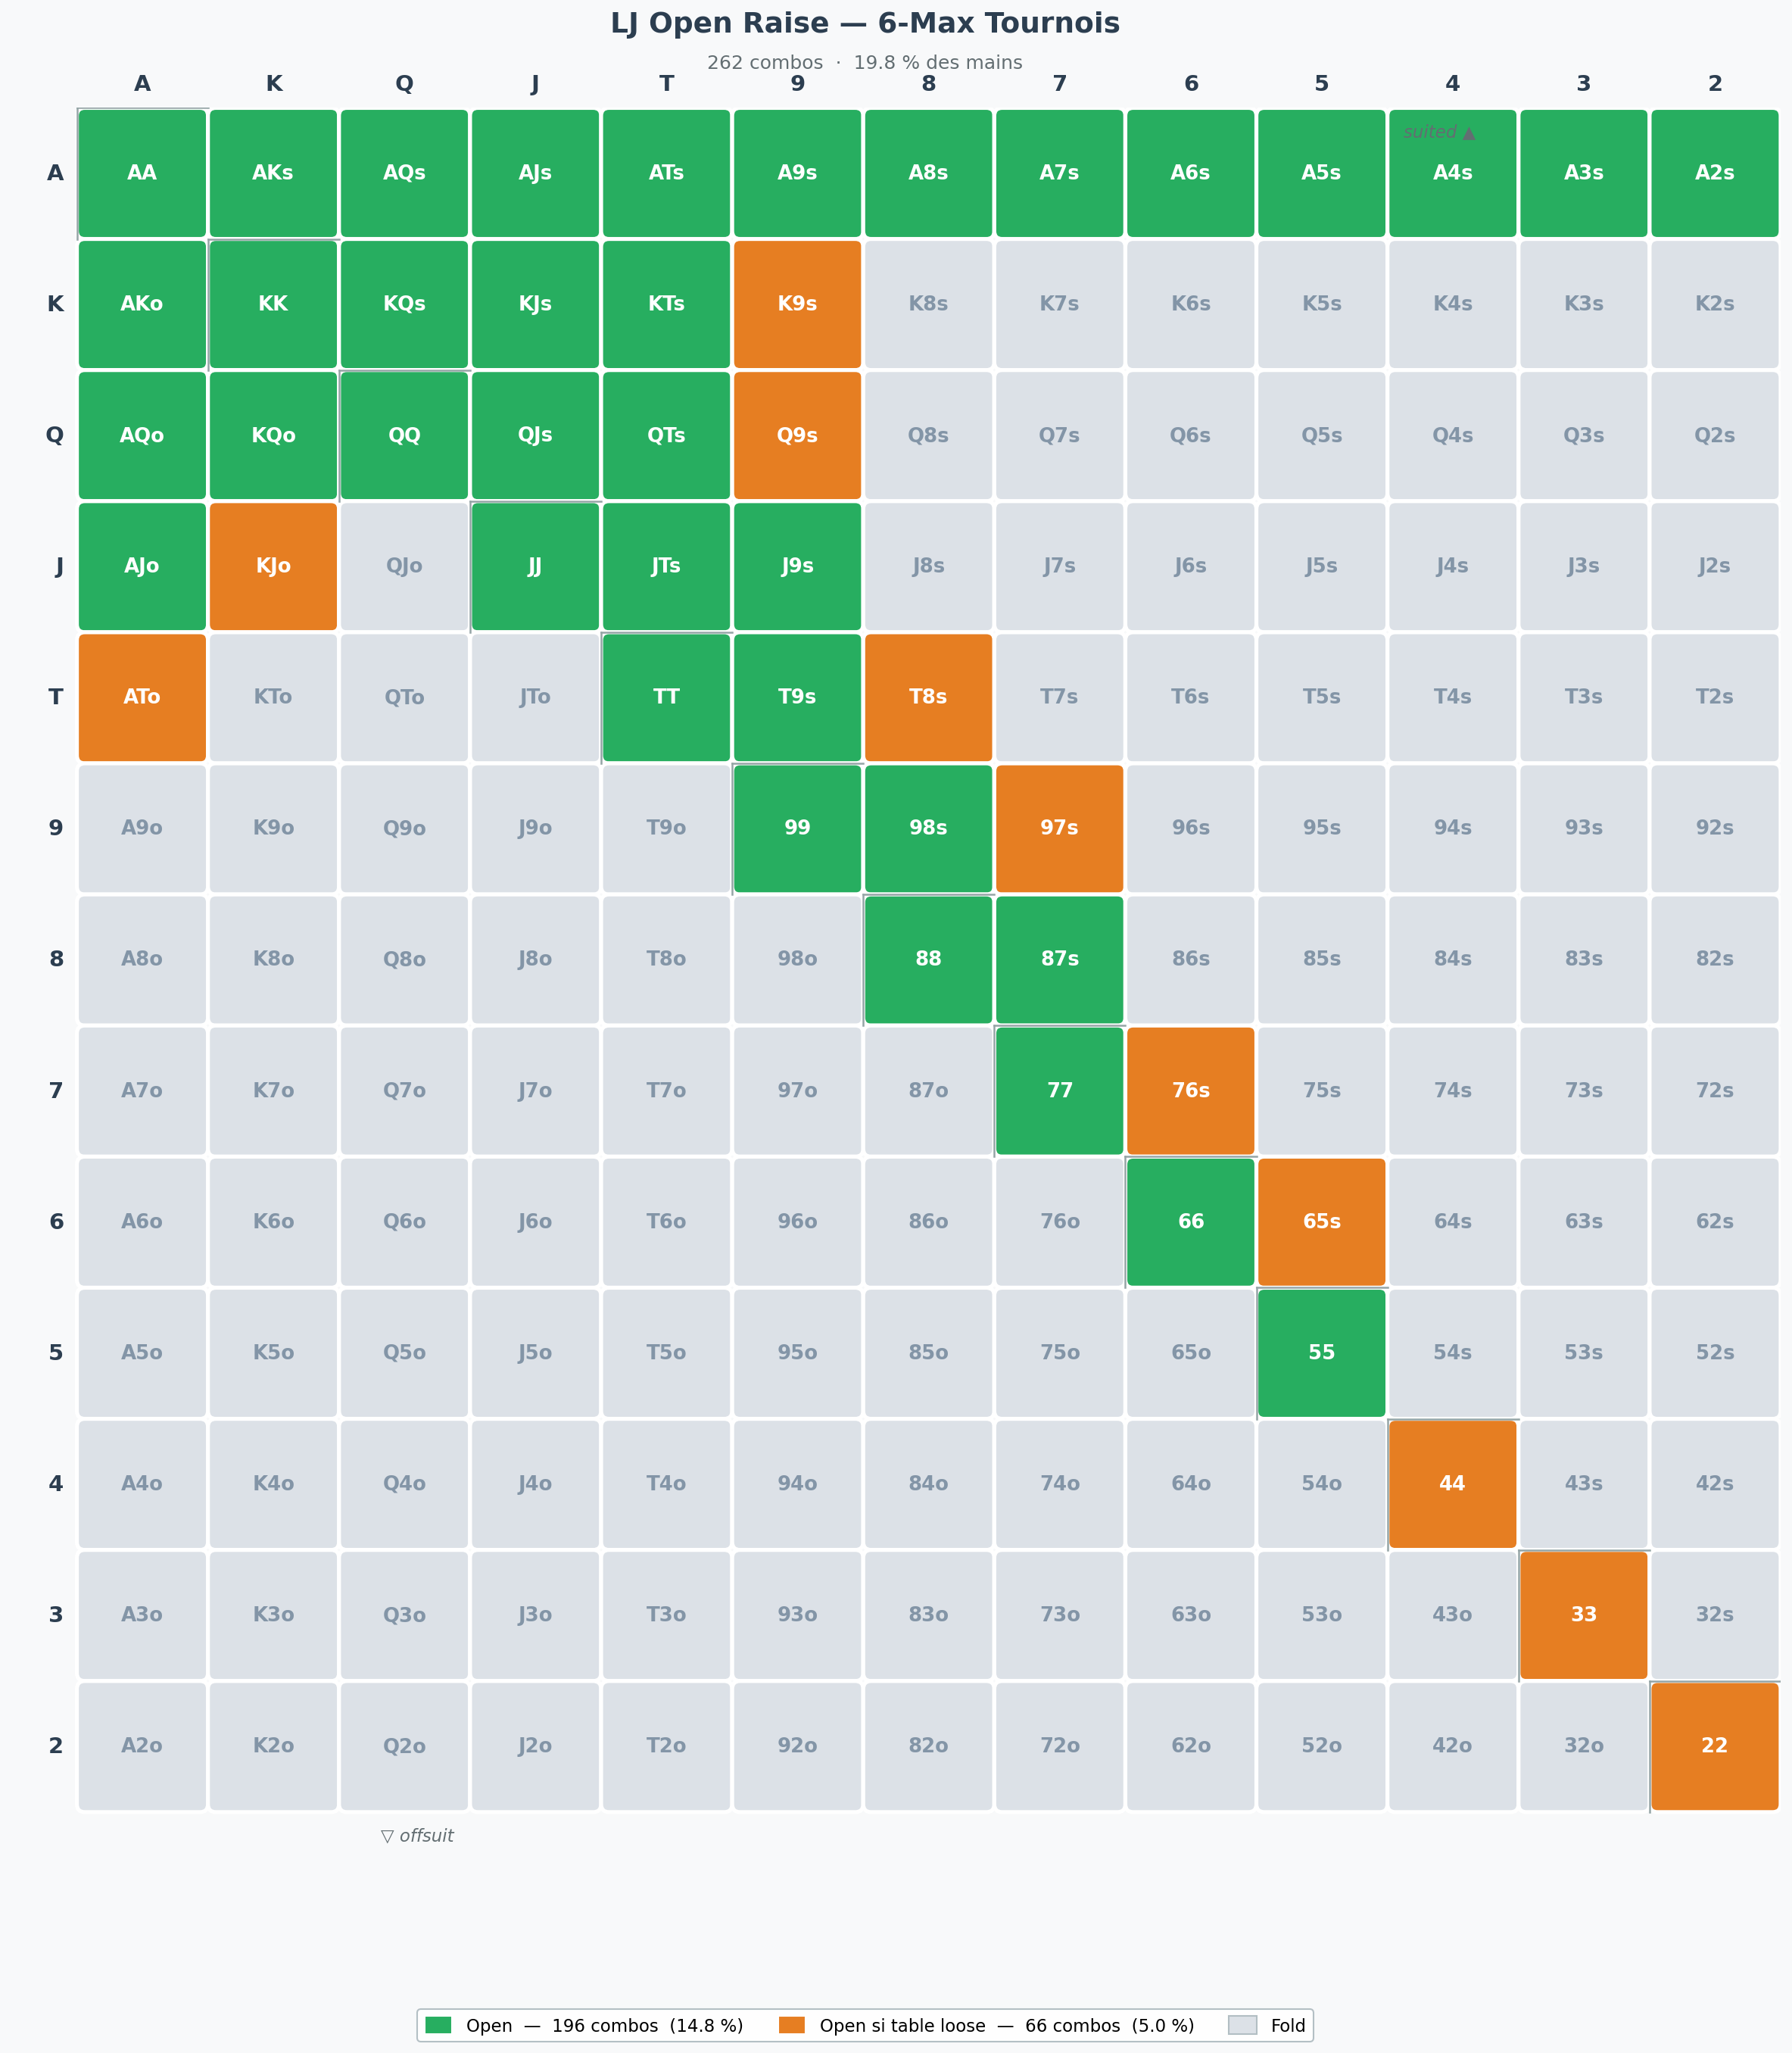 LJ Open Raise — 6-Max Tournois
262 combos · 19.8 % des mains
A K Q J T 9 8 7 6 5 4 3 2
suited ▲
A AA AKs AQs AJs ATs A9s A8s A7s A6s A5s A4s A3s A2s
K AKo KK KQs KJs KTs K9s K8s K7s K6s K5s K4s K3s K2s
Q AQo KQo QQ QJs QTs Q9s Q8s Q7s Q6s Q5s Q4s Q3s Q2s
J AJo KJo QJo JJ JTs J9s J8s J7s J6s J5s J4s J3s J2s
T ATo KTo QTo JTo TT T9s T8s T7s T6s T5s T4s T3s T2s
9 A9o K9o Q9o J9o T9o 99 98s 97s 96s 95s 94s 93s 92s
8 A8o K8o Q8o J8o T8o 98o 88 87s 86s 85s 84s 83s 82s
7 A7o K7o Q7o J7o T7o 97o 87o 77 76s 75s 74s 73s 72s
6 A6o K6o Q6o J6o T6o 96o 86o 76o 66 65s 64s 63s 62s
5 A5o K5o Q5o J5o T5o 95o 85o 75o 65o 55 54s 53s 52s
4 A4o K4o Q4o J4o T4o 94o 84o 74o 64o 54o 44 43s 42s
3 A3o K3o Q3o J3o T3o 93o 83o 73o 63o 53o 43o 33 32s
2 A2o K2o Q2o J2o T2o 92o 82o 72o 62o 52o 42o 32o 22
▽ offsuit
Open — 196 combos (14.8 %) Open si table loose — 66 combos (5.0 %) Fold